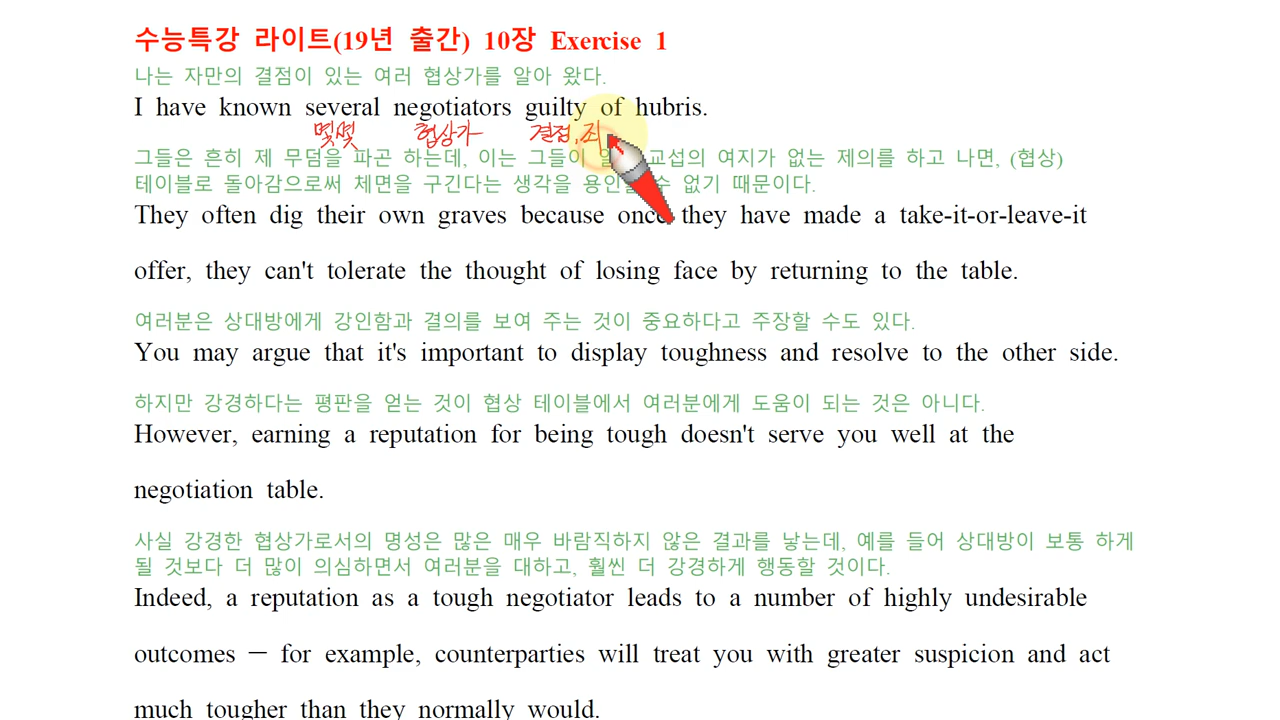 수능특강 라이트(19년 출간) 10장 Exercise 1
나는 자만의 결점이 있는 여러 협상가를 알아 왔다.
I have known several negotiators guilty of hubris.
몇몇 협상가 결점, 죄
그들은 흔히 제 무덤을 파곤 하는데, 이는 그들이 교섭의 여지가 없는 제의를 하고 나면, (협상)
테이블로 돌아감으로써 체면을 구긴다는 생각을 수 없기 때문이다.
They often dig their own graves because once they have made a take-it-or-leave-it
offer, they can't tolerate the thought of losing face by returning to the table.
여러분은 상대방에게 강인함과 결의를 보여 주는 것이 중요하다고 주장할 수도 있다.
You may argue that it's important to display toughness and resolve to the other side.
하지만 강경하다는 평판을 얻는 것이 협상 테이블에서 여러분에게 도움이 되는 것은 아니다.
However, earning a reputation for being tough doesn't serve you well at the
negotiation table.
사실 강경한 협상가로서의 명성은 많은 매우 바람직하지 않은 결과를 낳는데, 예를 들어 상대방이 보통 하게
될 것보다 더 많이 의심하면서 여러분을 대하고, 훨씬 더 강경하게 행동할 것이다.
Indeed, a reputation as a tough negotiator leads to a number of highly undesirable
outcomes — for example, counterparties will treat you with greater suspicion and act
much tougher than they normally would.